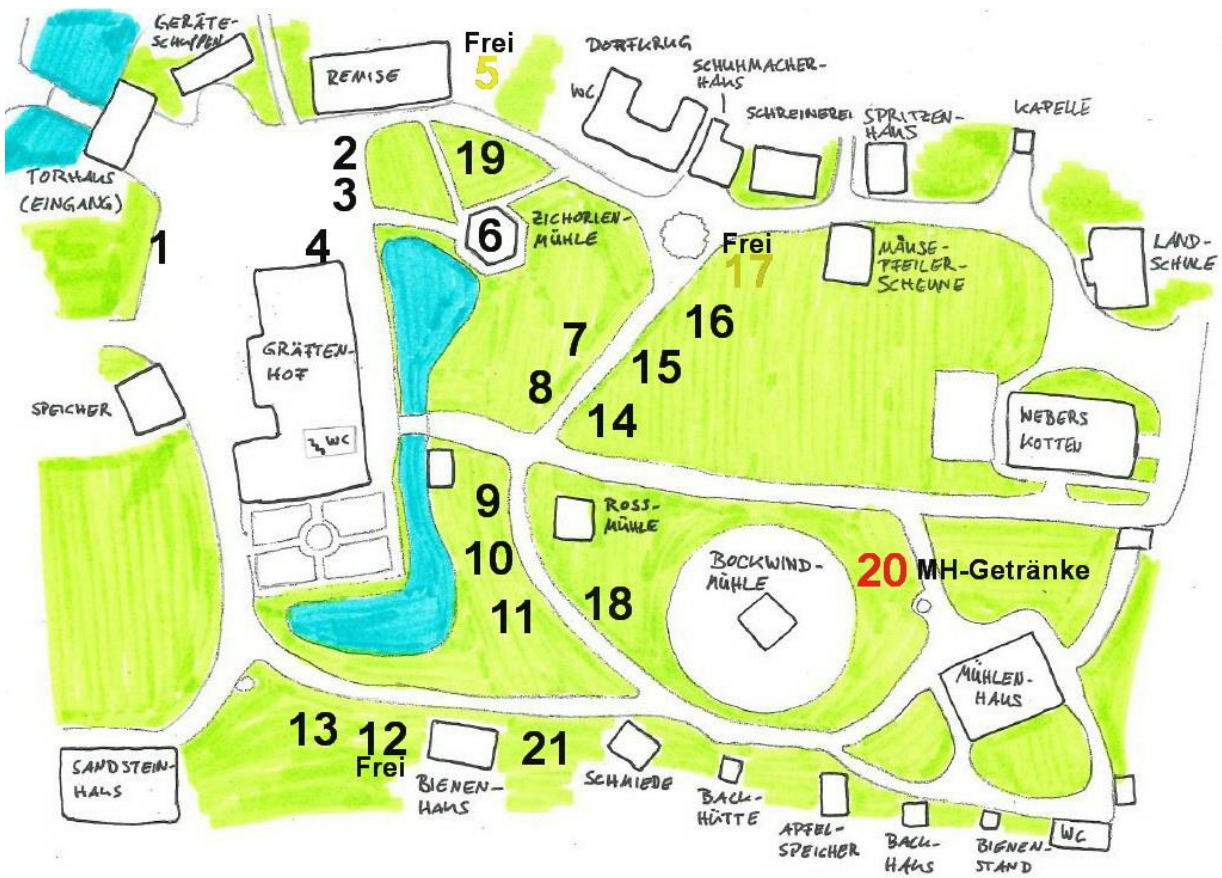 GERÄTE-
SCHUPPEN
REMISE
Frei
5
DORFKRUG
WC
SCHUHMACHER-
HAUS
SCHREINEREI
SPRITZEN-
HAUS
KAPELLE
TORHAUS
(EINGANG)
2
3
19
1
4
6
ZICHORIEN-
MÜHLE
Frei
17
MÄUSE-
PFEILER-
SCHEUNE
LAND-
SCHULE
16
7
15
8
14
GRÄFTEN-
HOF
WC
SPEICHER
WEBERS
KOTTEN
9
10
11
ROSS-
MÜHLE
18
BOCKWIND-
MÜHLE
20 MH-Getränke
MÜHLEN-
HAUS
13
12
Frei
BIENEN-
HAUS
21
SCHMIEDE
SANDSTEIN-
HAUS
BACK-
HÜTTE
APFEL-
SPEICHER
BACK-
HAUS
BIENEN-
STAND
WC